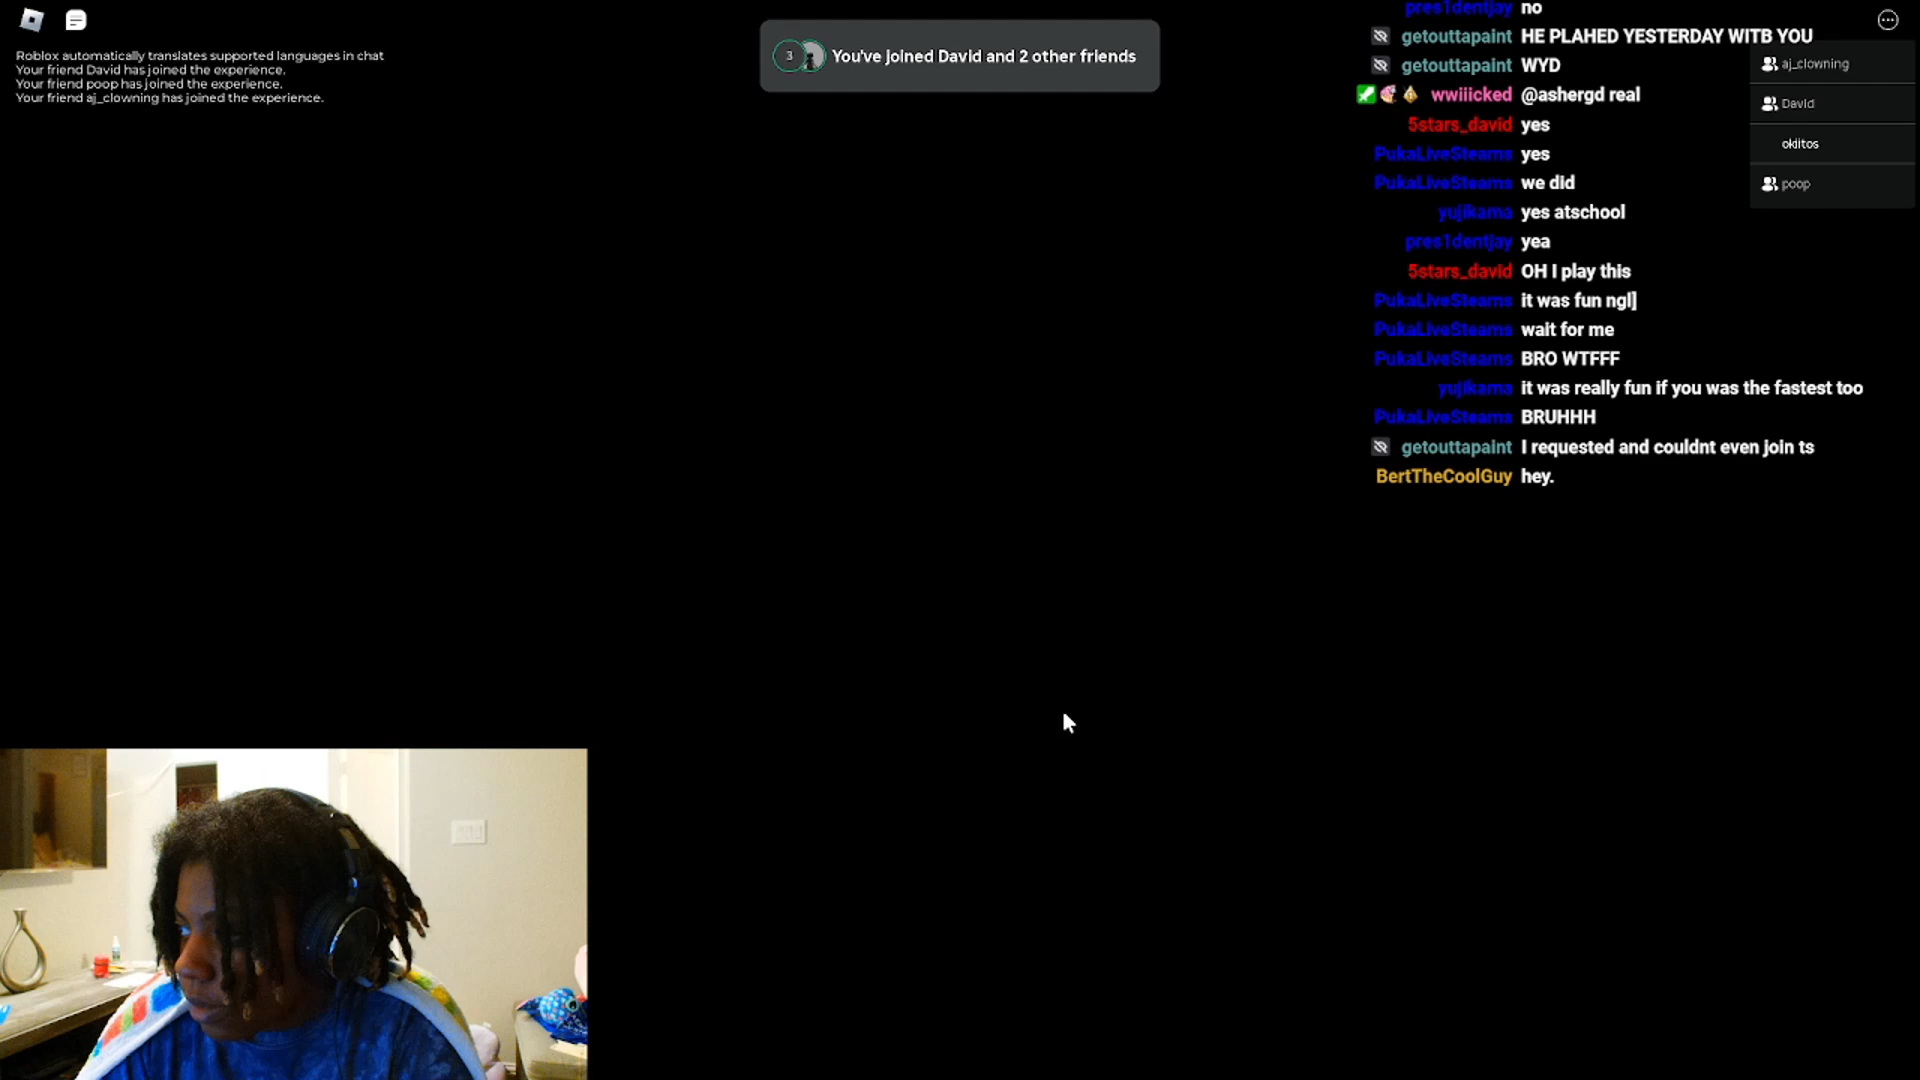 Roblox automatically translates supported languages in chat
Your friend David has joined the experience.
Your friend poop has joined the experience.
Your friend aj_clowning has joined the experience.
3 You've joined David and 2 other friends
pres1dentjay no
getouttapaint HE PLAHED YESTERDAY WITB YOU
getouttapaint WYD
wwiiicked @ashergd real
5stars_david yes
PukaLiveSteams yes
PukaLiveSteams we did
yujikama yes atschool
pres1dentjay yea
5stars_david OH I play this
PukaLiveSteams it was fun ngl]
PukaLiveSteams wait for me
PukaLiveSteams BRO WTFFF
yujikama it was really fun if you was the fastest too
PukaLiveSteams BRUHHH
getouttapaint I requested and couldnt even join ts
BertTheCoolGuy hey.
aj_clowning
David
oklitos
poop